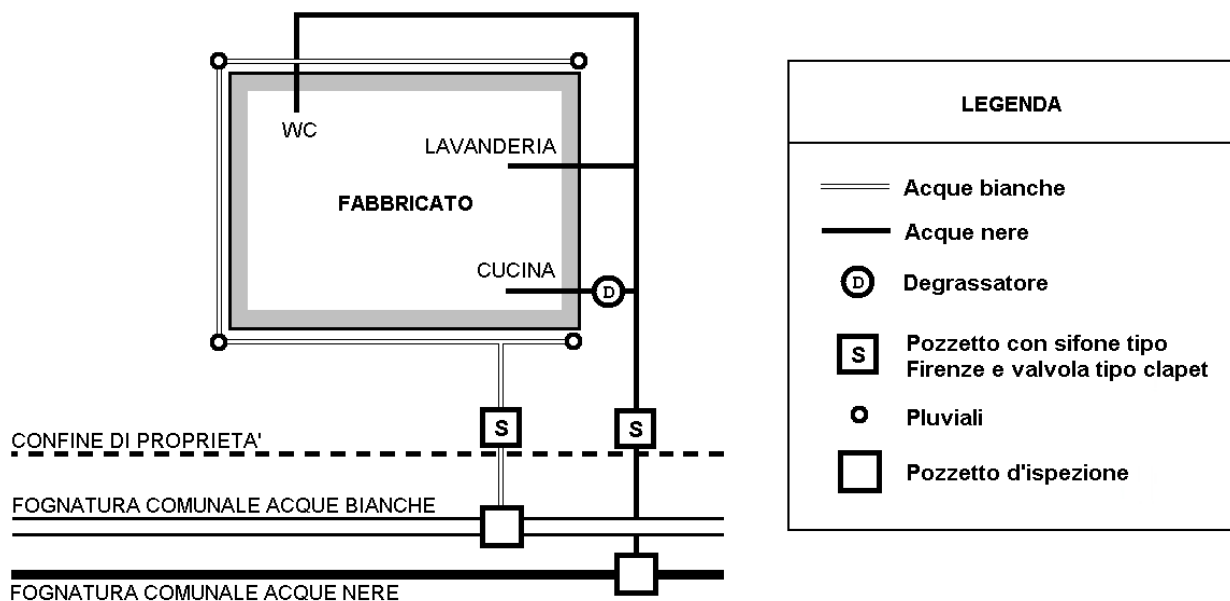 WC
LAVANDERIA
FABBRICATO
CUCINA
D
S
S
CONFINE DI PROPRIETA'
FOGNATURA COMUNALE ACQUE BIANCHE
FOGNATURA COMUNALE ACQUE NERE
LEGENDA
Acque bianche
Acque nere
D
Degrassatore
S
Pozzetto con sifone tipo
Firenze e valvola tipo clapet
Pluviali
Pozzetto d'ispezione